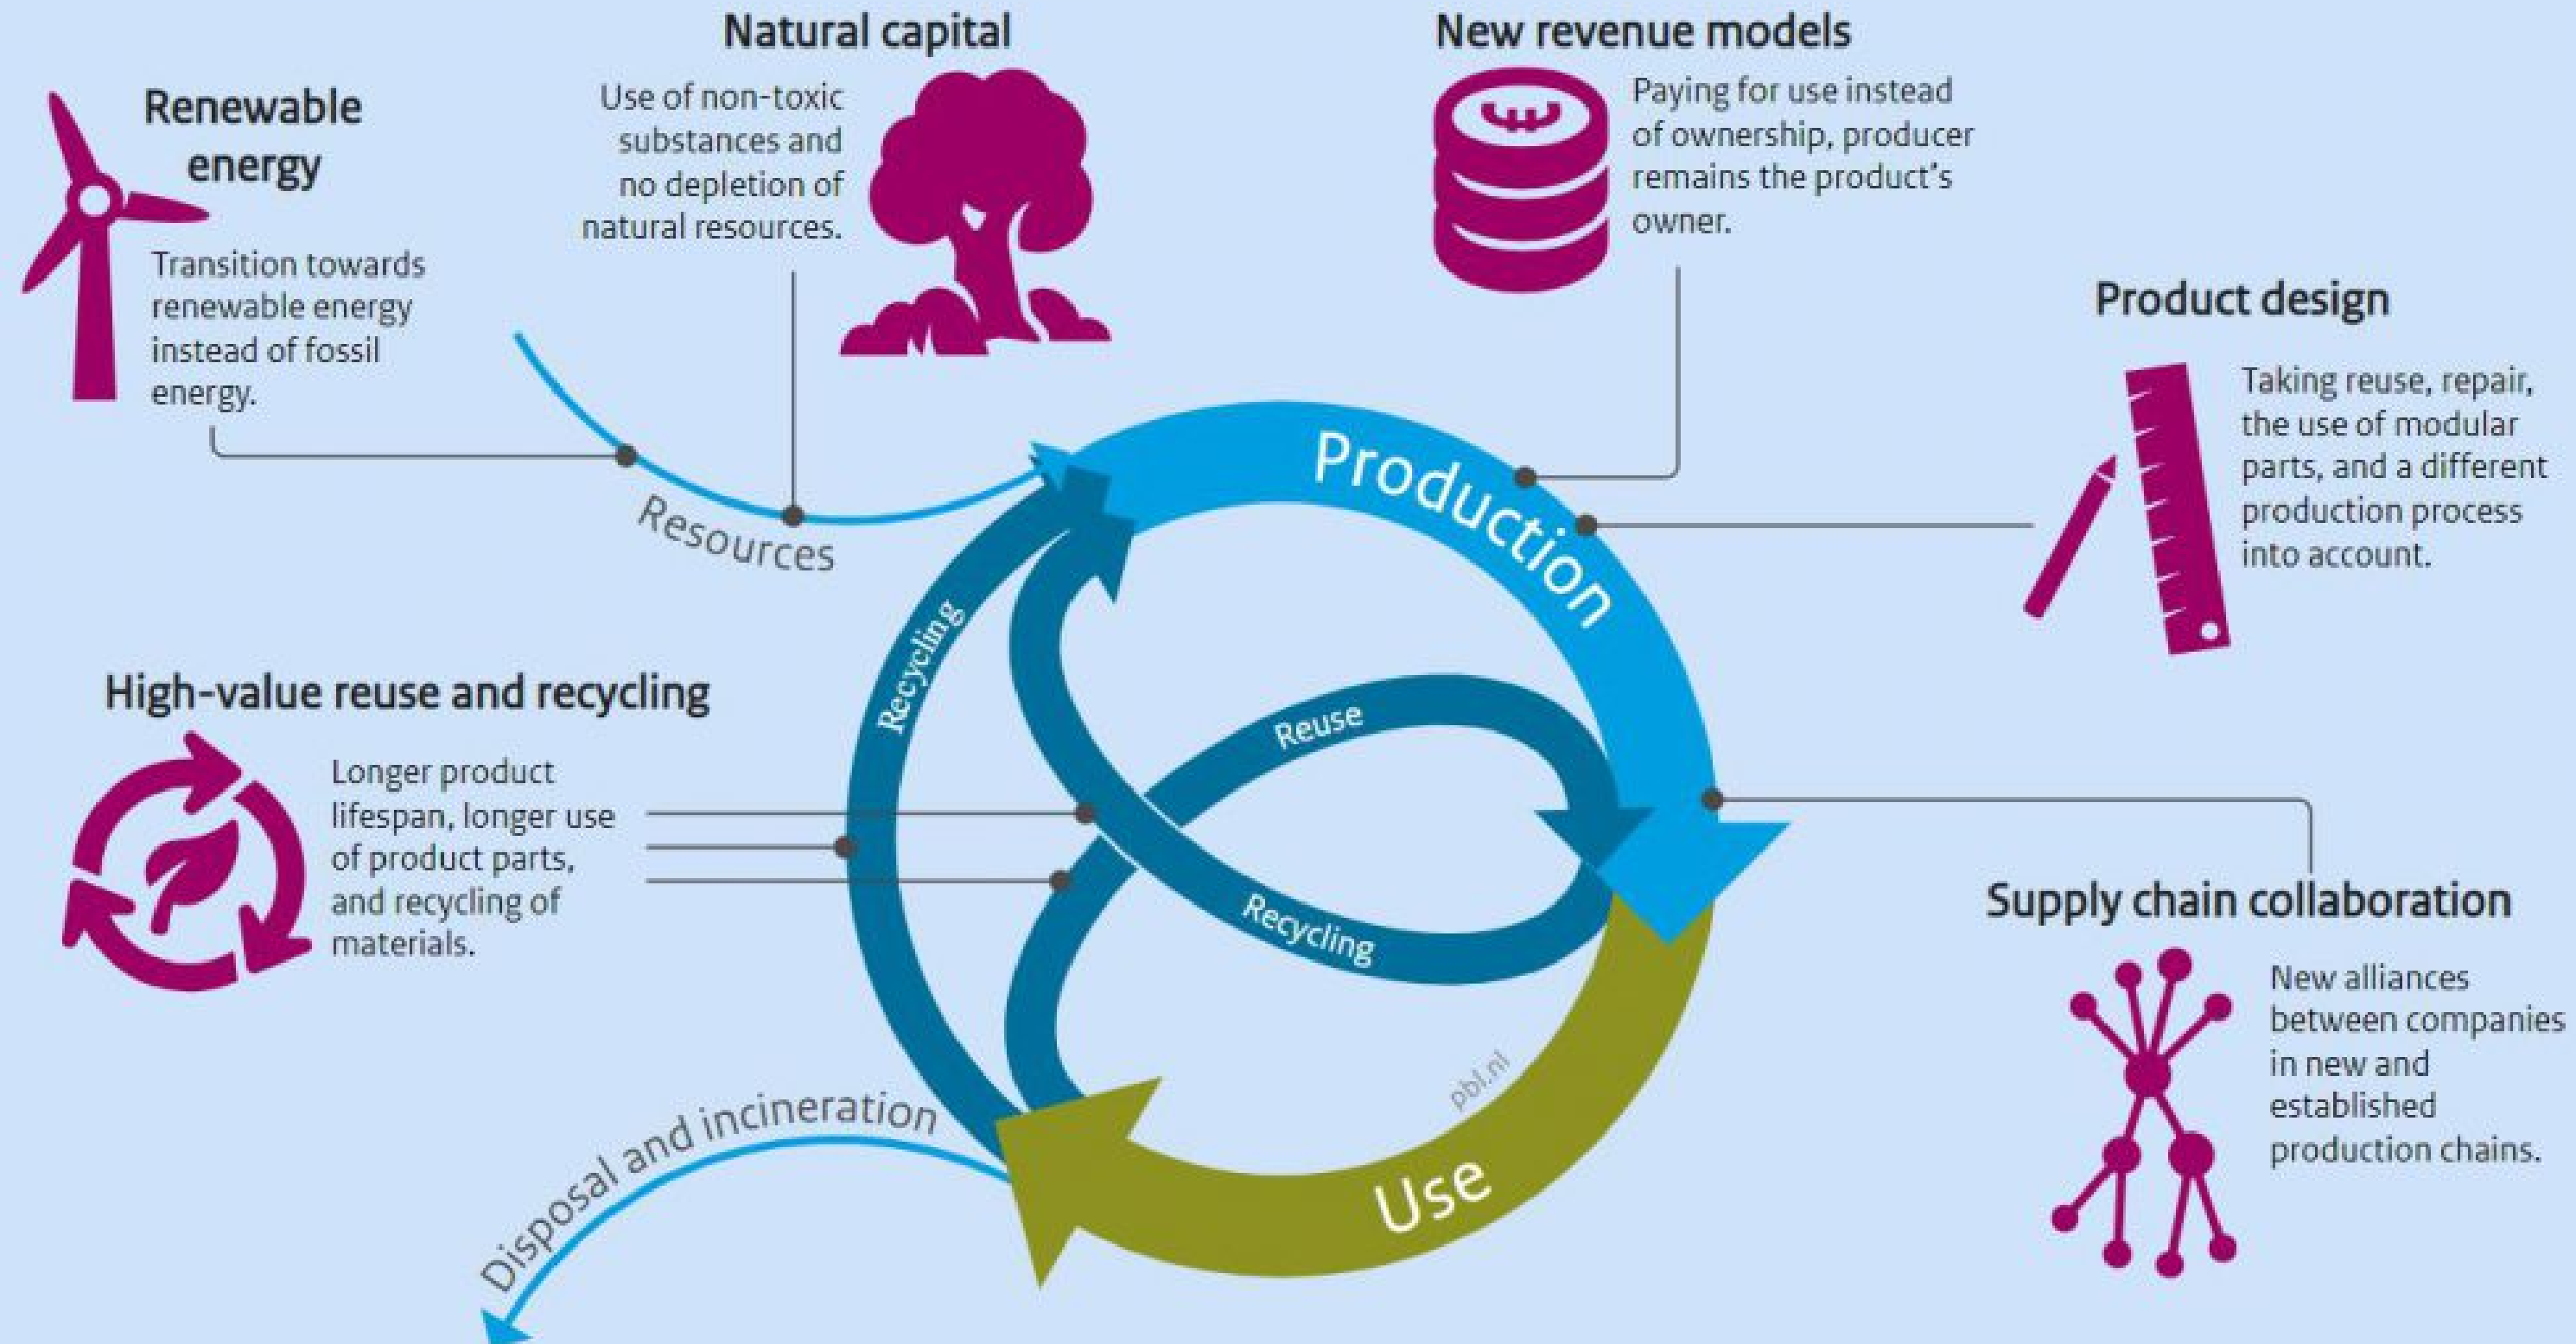 Natural capital
Use of non-toxic
substances and
no depletion of
natural resources.
New revenue models
Paying for use instead
of ownership, producer
remains the product's
owner.
Renewable
energy
Transition towards
renewable energy
instead of fossil
energy.
Product design
Taking reuse, repair,
the use of modular
parts, and a different
production process
into account.
Resources
Production
Recycling
Reuse
Recycling
High-value reuse and recycling
Longer product
lifespan, longer use
of product parts,
and recycling of
materials.
Supply chain collaboration
New alliances
between companies
in new and
established
production chains.
pbl.nl
Use
Disposal and incineration